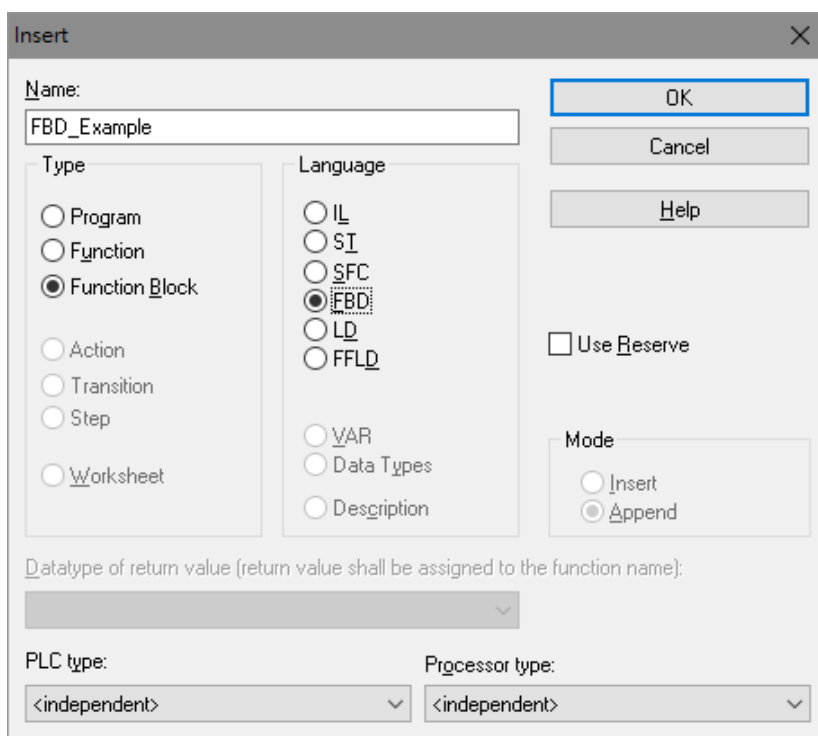 Insert
Name:
FBD_Example
OK
Cancel
Help
Type
Program
Function
Function Block
Action
Transition
Step
Worksheet
Language
IL
ST
SFC
FBD
LD
FFLD
VAR
Data Types
Description
Use Reserve
Mode
Insert
Append
Datatype of return value (return value shall be assigned to the function name):
PLC type:
<independent>
Processor type:
<independent>